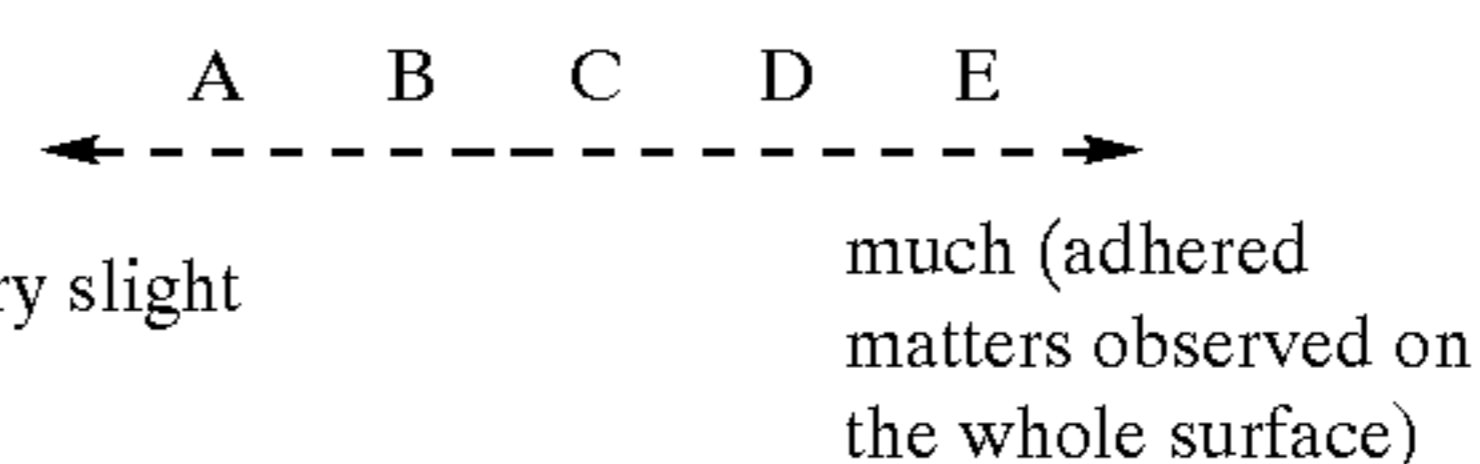 A B C D E
ry slight
much (adhered
matters observed on
the whole surface)